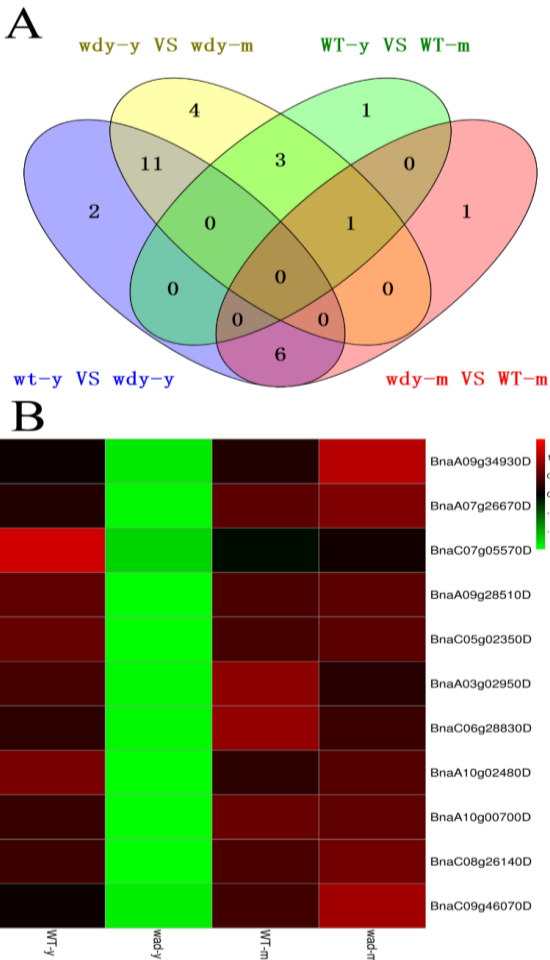 A
wdy-y VS wdy-m
WT-y VS WT-m
4
1
11
3
0
2
0
1
1
0
0
0
0
0
6
wt-y VS wdy-y
wdy-m VS WT-m
B
BnaA09g34930D
BnaA07g26670D
BnaC07g05570D
BnaA09g28510D
BnaC05g02350D
BnaA03g02950D
BnaC06g28830D
BnaA10g02480D
BnaA10g00700D
BnaC08g26140D
BnaC09g46070D
WT-y
wad-y
WT-m